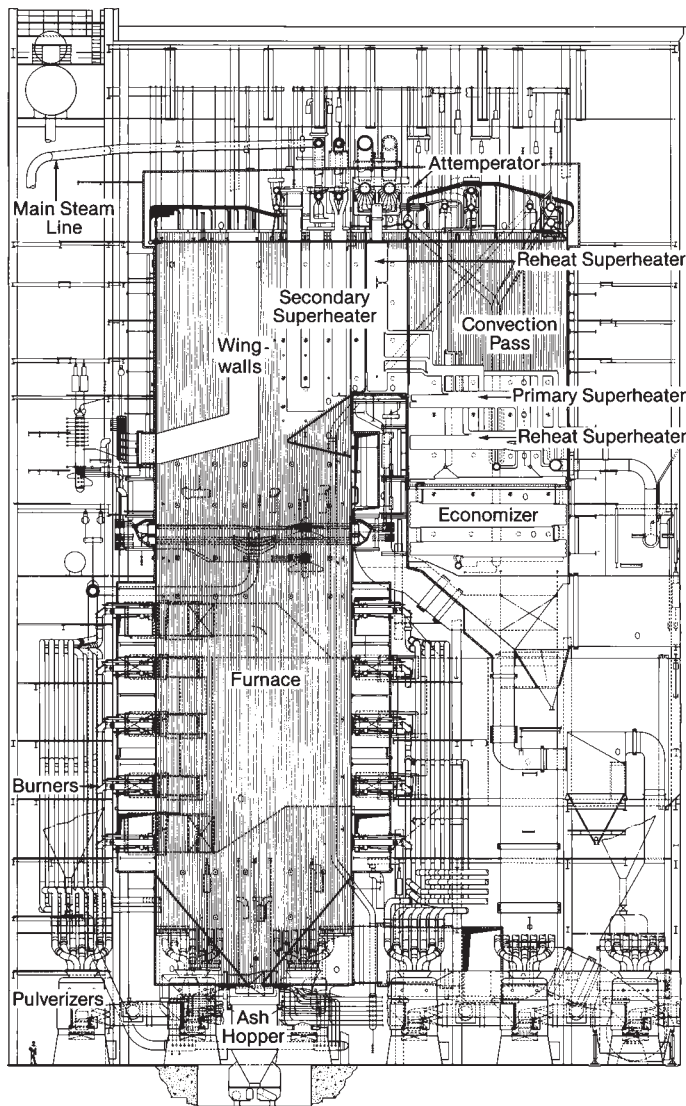 Attemperator
Main Steam
Line
Reheat Superheater
Secondary
Superheater
Convection
Pass
Wing-
walls
Primary Superheater
Reheat Superheater
Economizer
Furnace
Burners
Pulverizers
Ash
Hopper